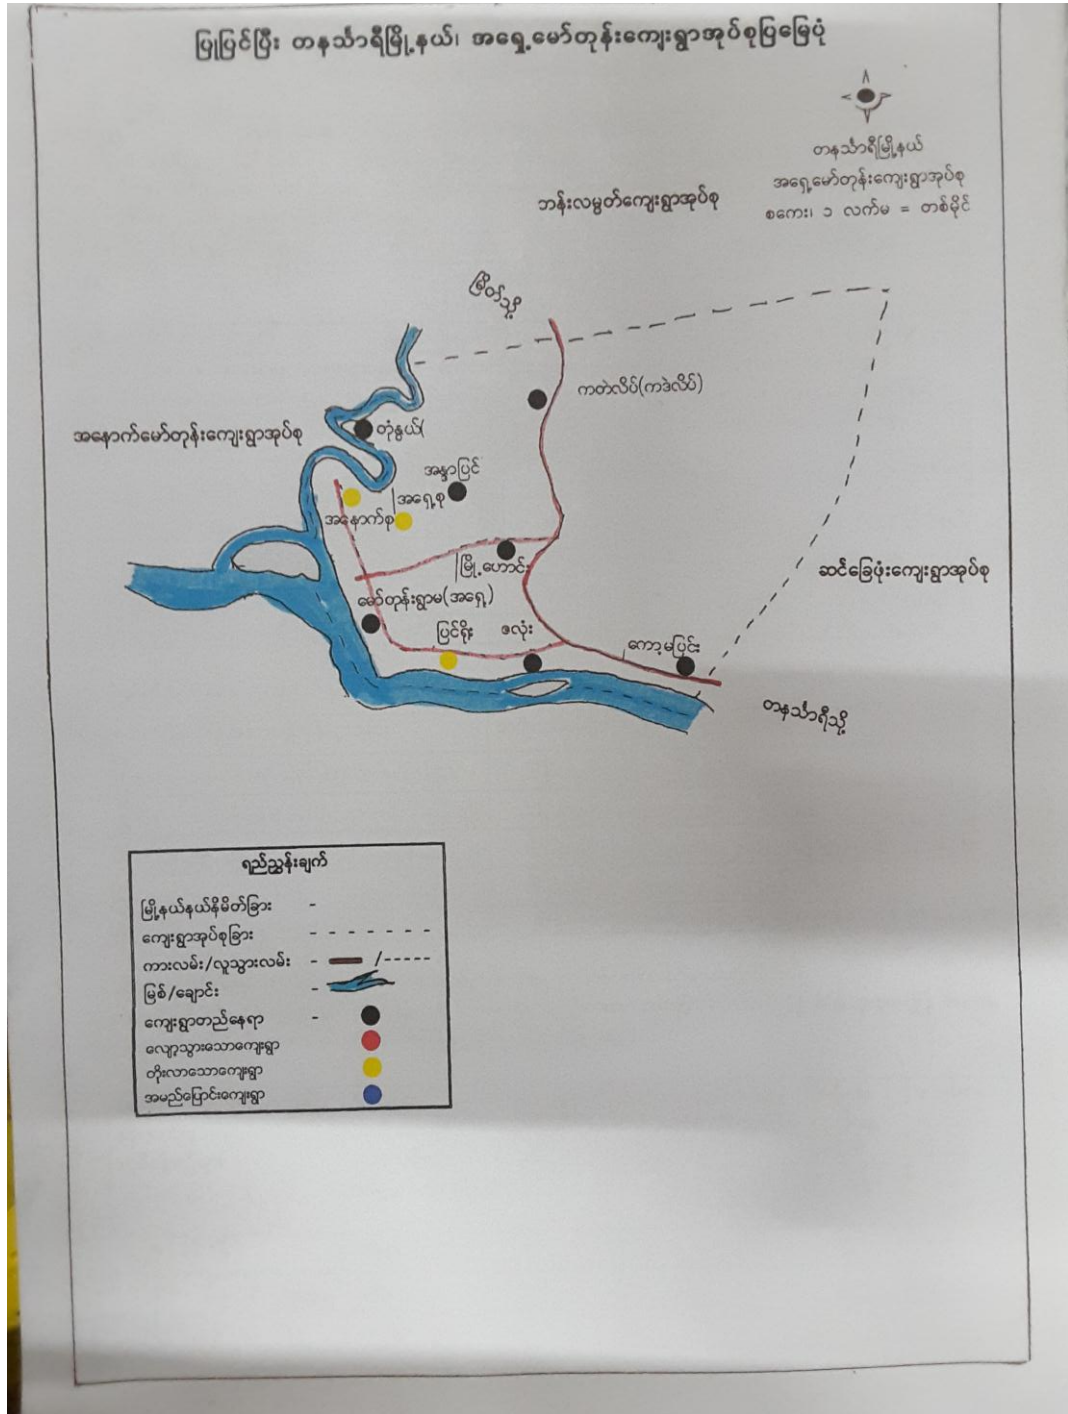 ပြုပြင်ပြီး တနင်္သာရီမြို့နယ်၊ အရှေ့မော်တုန်းကျေးရွာအုပ်စုပြမြေပုံ
တနင်္သာရီမြို့နယ်
အရှေ့မော်တုန်းကျေးရွာအုပ်စု
စကေး၊ ၁ လက်မ = တစ်မိုင်
ဘန်းလမွတ်ကျေးရွာအုပ်စု
မြိတ်သို့
ကတဲလိပ်(ကဒဲလိပ်)
အနောက်မော်တုန်းကျေးရွာအုပ်စု
တုံနွယ်(
အန္ဒာပြင်
အရှေ့စု
အနောက်စု
မြို့ဟောင်း
ဆင်ခြေဖုံးကျေးရွာအုပ်စု
မော်တုန်းရွာမ(အရှေ့)
ပြင်ရိုး
ဇလုံး
ကော့မပြင်း
တနင်္သာရီသို့
ရည်ညွှန်းချက်
မြို့နယ်နယ်နိမိတ်ခြား -
ကျေးရွာအုပ်စုခြား - - - - - - -
ကားလမ်း/လူသွားလမ်း - /-----
မြစ်/ချောင်း -
ကျေးရွာတည်နေရာ -
လျော့သွားသောကျေးရွာ
တိုးလာသောကျေးရွာ
အမည်ပြောင်းကျေးရွာ